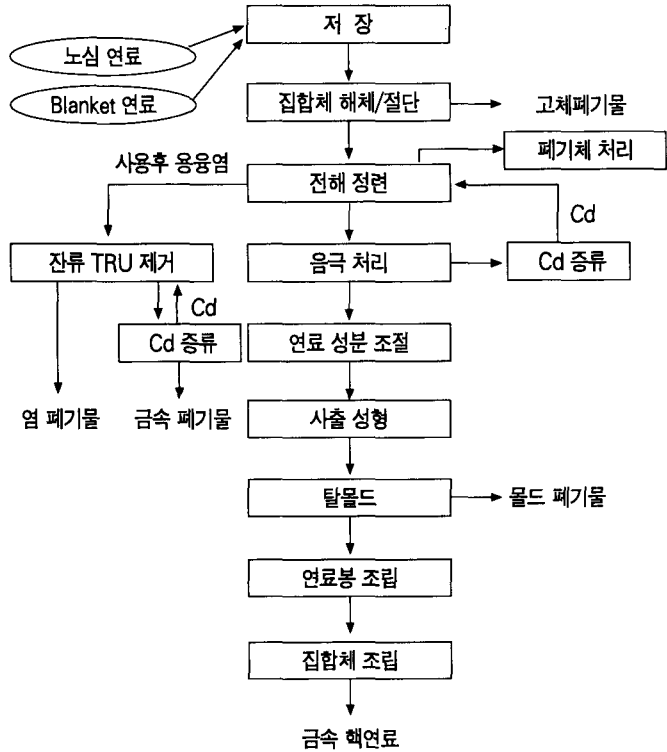 저 장
노심 연료
Blanket 연료
집합체 해체/절단
고체폐기물
폐기체 처리
사용후 용융염
전해 정련
Cd
잔류 TRU 제거
음극 처리
Cd 증류
Cd
Cd 증류
연료 성분 조절
염 폐기물
금속 폐기물
사출 성형
탈몰드
몰드 폐기물
연료봉 조립
집합체 조립
금속 핵연료